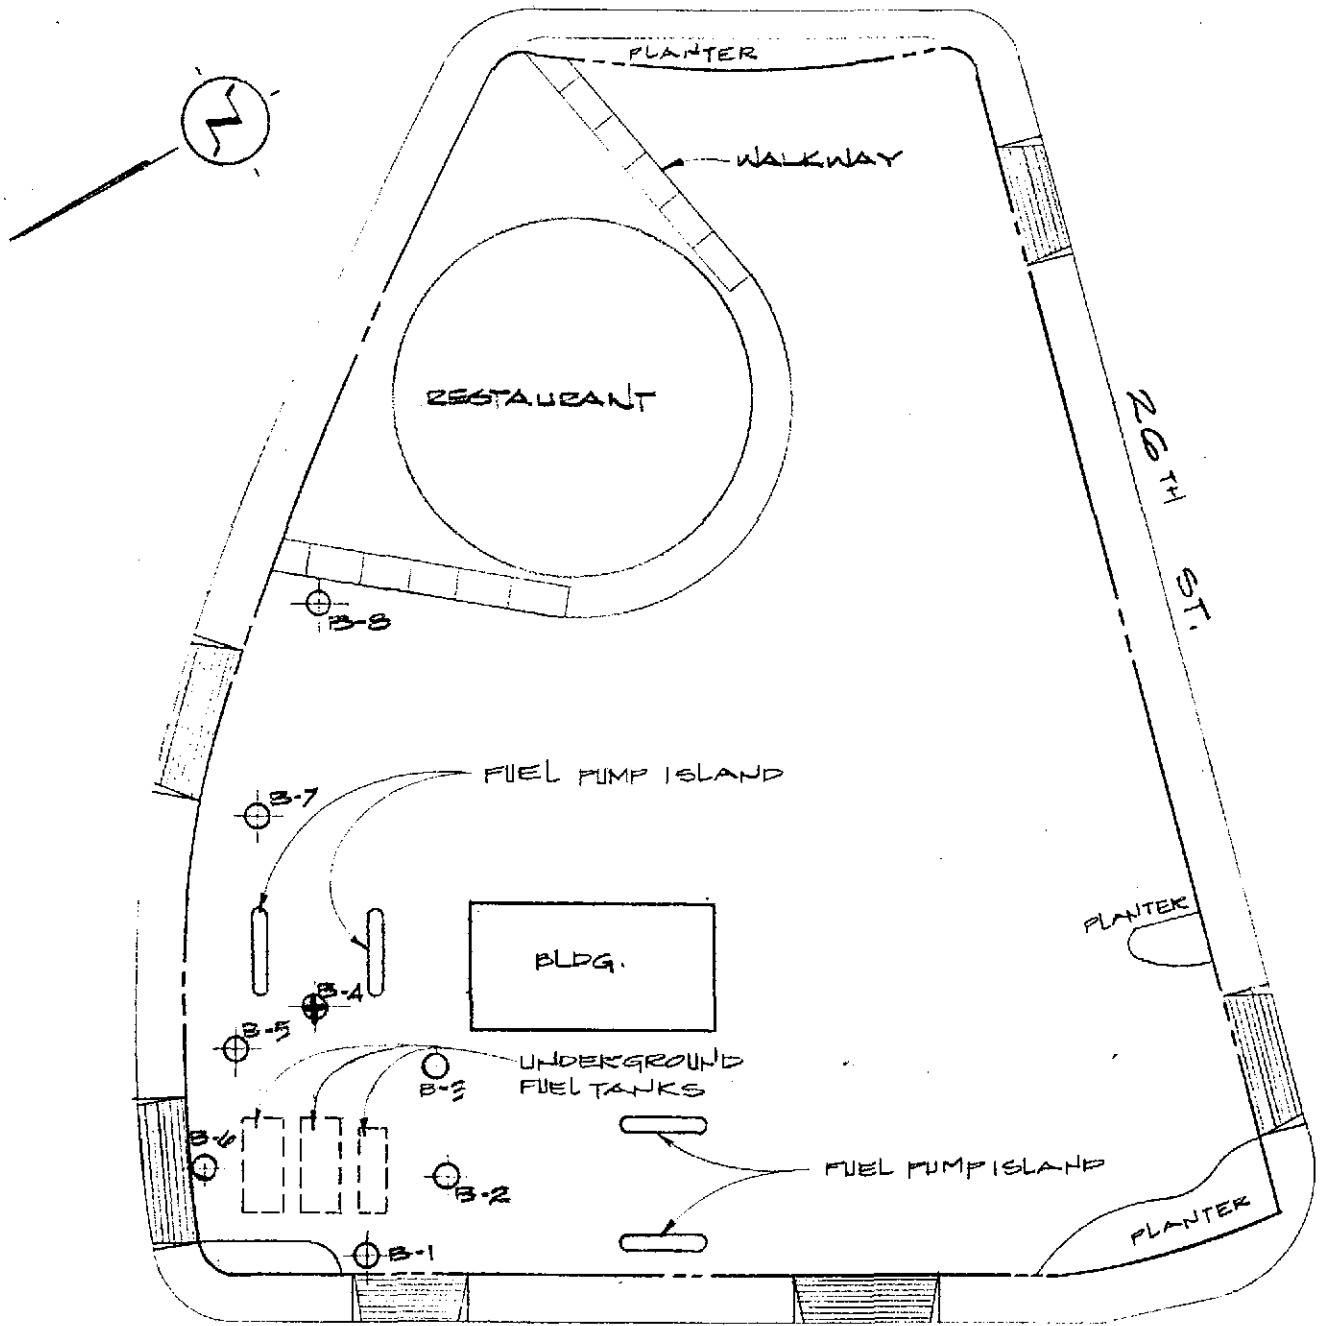 PLANTER
N
WALKWAY
RESTAURANT
26TH ST.
B-8
FUEL PUMP ISLAND
B-7
PLANTER
BLDG.
B-4
B-5
UNDERGROUND
FUEL TANKS
B-3
B-6
FUEL PUMP ISLAND
B-2
PLANTER
B-1